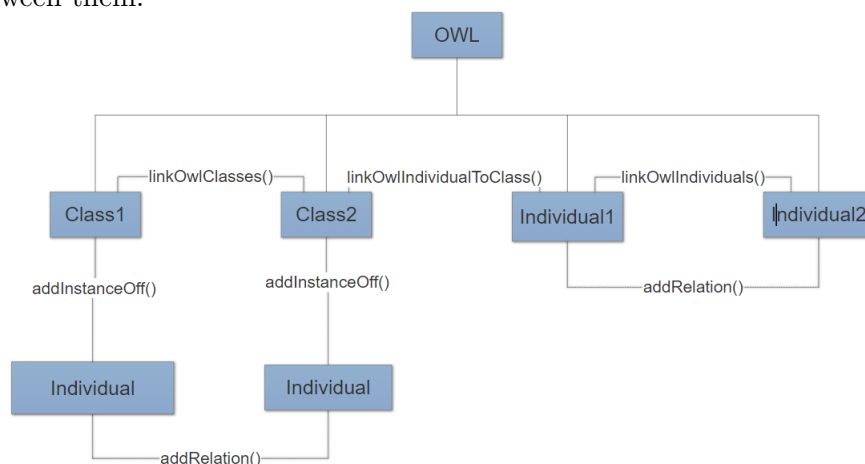 ween them.
OWL
linkOwlClasses()
linkOwlIndividualToClass()
linkOwlIndividuals()
Class1
Class2
Individual1
Individual2
addInstanceOff()
addInstanceOff()
addRelation()
Individual
Individual
addRelation()